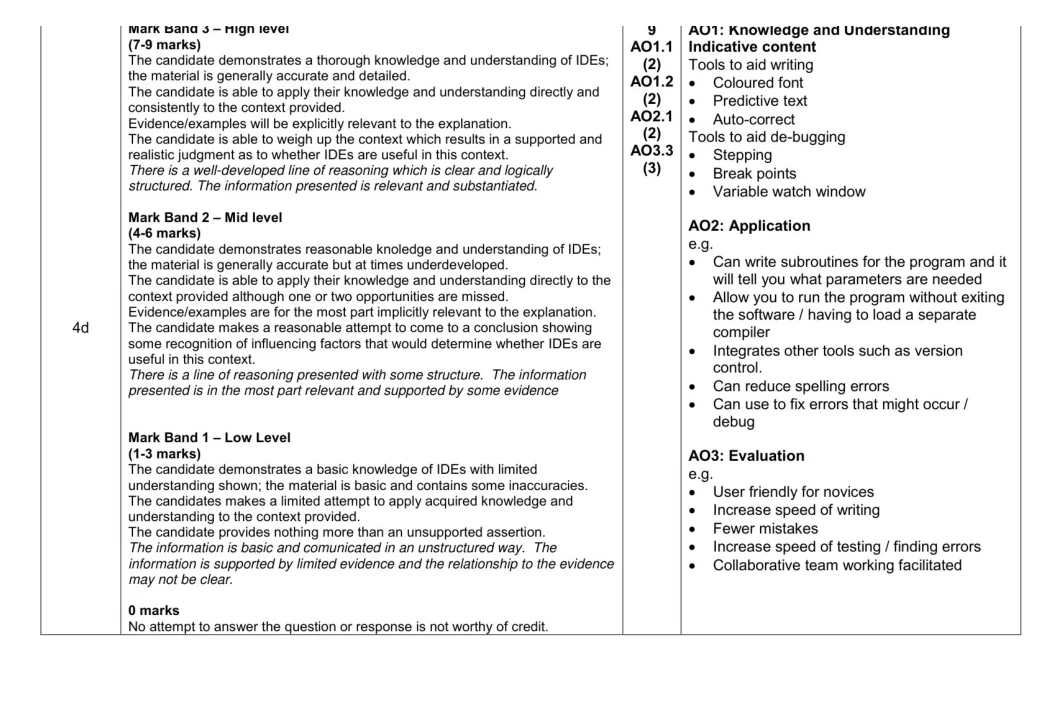 4d
Mark Band 3 – High level
(7-9 marks)
The candidate demonstrates a thorough knowledge and understanding of IDEs;
the material is generally accurate and detailed.
The candidate is able to apply their knowledge and understanding directly and
consistently to the context provided.
Evidence/examples will be explicitly relevant to the explanation.
The candidate is able to weigh up the context which results in a supported and
realistic judgment as to whether IDEs are useful in this context.
There is a well-developed line of reasoning which is clear and logically
structured. The information presented is relevant and substantiated.
Mark Band 2 – Mid level
(4-6 marks)
The candidate demonstrates reasonable knoledge and understanding of IDEs;
the material is generally accurate but at times underdeveloped.
The candidate is able to apply their knowledge and understanding directly to the
context provided although one or two opportunities are missed.
Evidence/examples are for the most part implicitly relevant to the explanation.
The candidate makes a reasonable attempt to come to a conclusion showing
some recognition of influencing factors that would determine whether IDEs are
useful in this context.
There is a line of reasoning presented with some structure. The information
presented is in the most part relevant and supported by some evidence
Mark Band 1 – Low Level
(1-3 marks)
The candidate demonstrates a basic knowledge of IDEs with limited
understanding shown; the material is basic and contains some inaccuracies.
The candidates makes a limited attempt to apply acquired knowledge and
understanding to the context provided.
The candidate provides nothing more than an unsupported assertion.
The information is basic and comunicated in an unstructured way. The
information is supported by limited evidence and the relationship to the evidence
may not be clear.
0 marks
No attempt to answer the question or response is not worthy of credit.
9
AO1.1
(2)
AO1.2
(2)
AO2.1
(2)
AO3.3
(3)
AO1: Knowledge and Understanding
Indicative content
Tools to aid writing
• Coloured font
• Predictive text
• Auto-correct
Tools to aid de-bugging
• Stepping
• Break points
• Variable watch window
AO2: Application
e.g.
• Can write subroutines for the program and it
will tell you what parameters are needed
• Allow you to run the program without exiting
the software / having to load a separate
compiler
• Integrates other tools such as version
control.
• Can reduce spelling errors
• Can use to fix errors that might occur /
debug
AO3: Evaluation
e.g.
• User friendly for novices
• Increase speed of writing
• Fewer mistakes
• Increase speed of testing / finding errors
• Collaborative team working facilitated